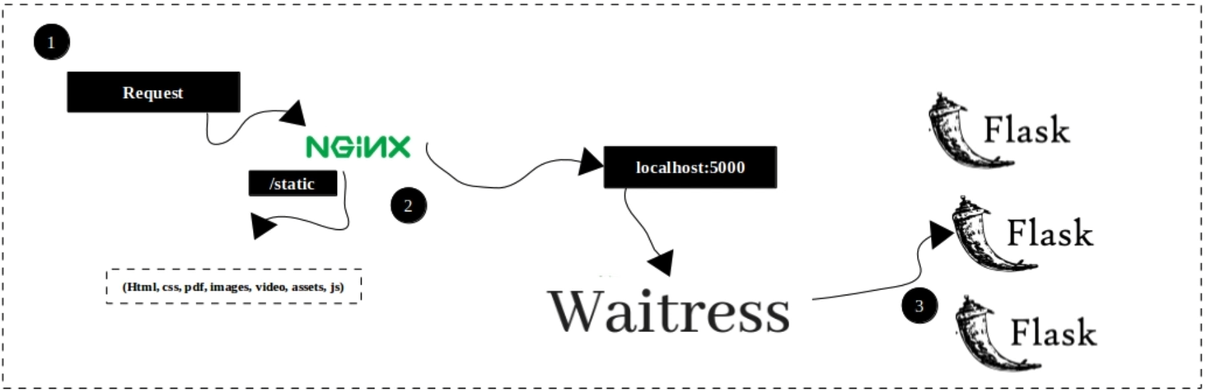 1
Request
NGINX
/static
2
localhost:5000
(Html, css, pdf, images, video, assets, js)
Waitress
3
Flask
Flask
Flask